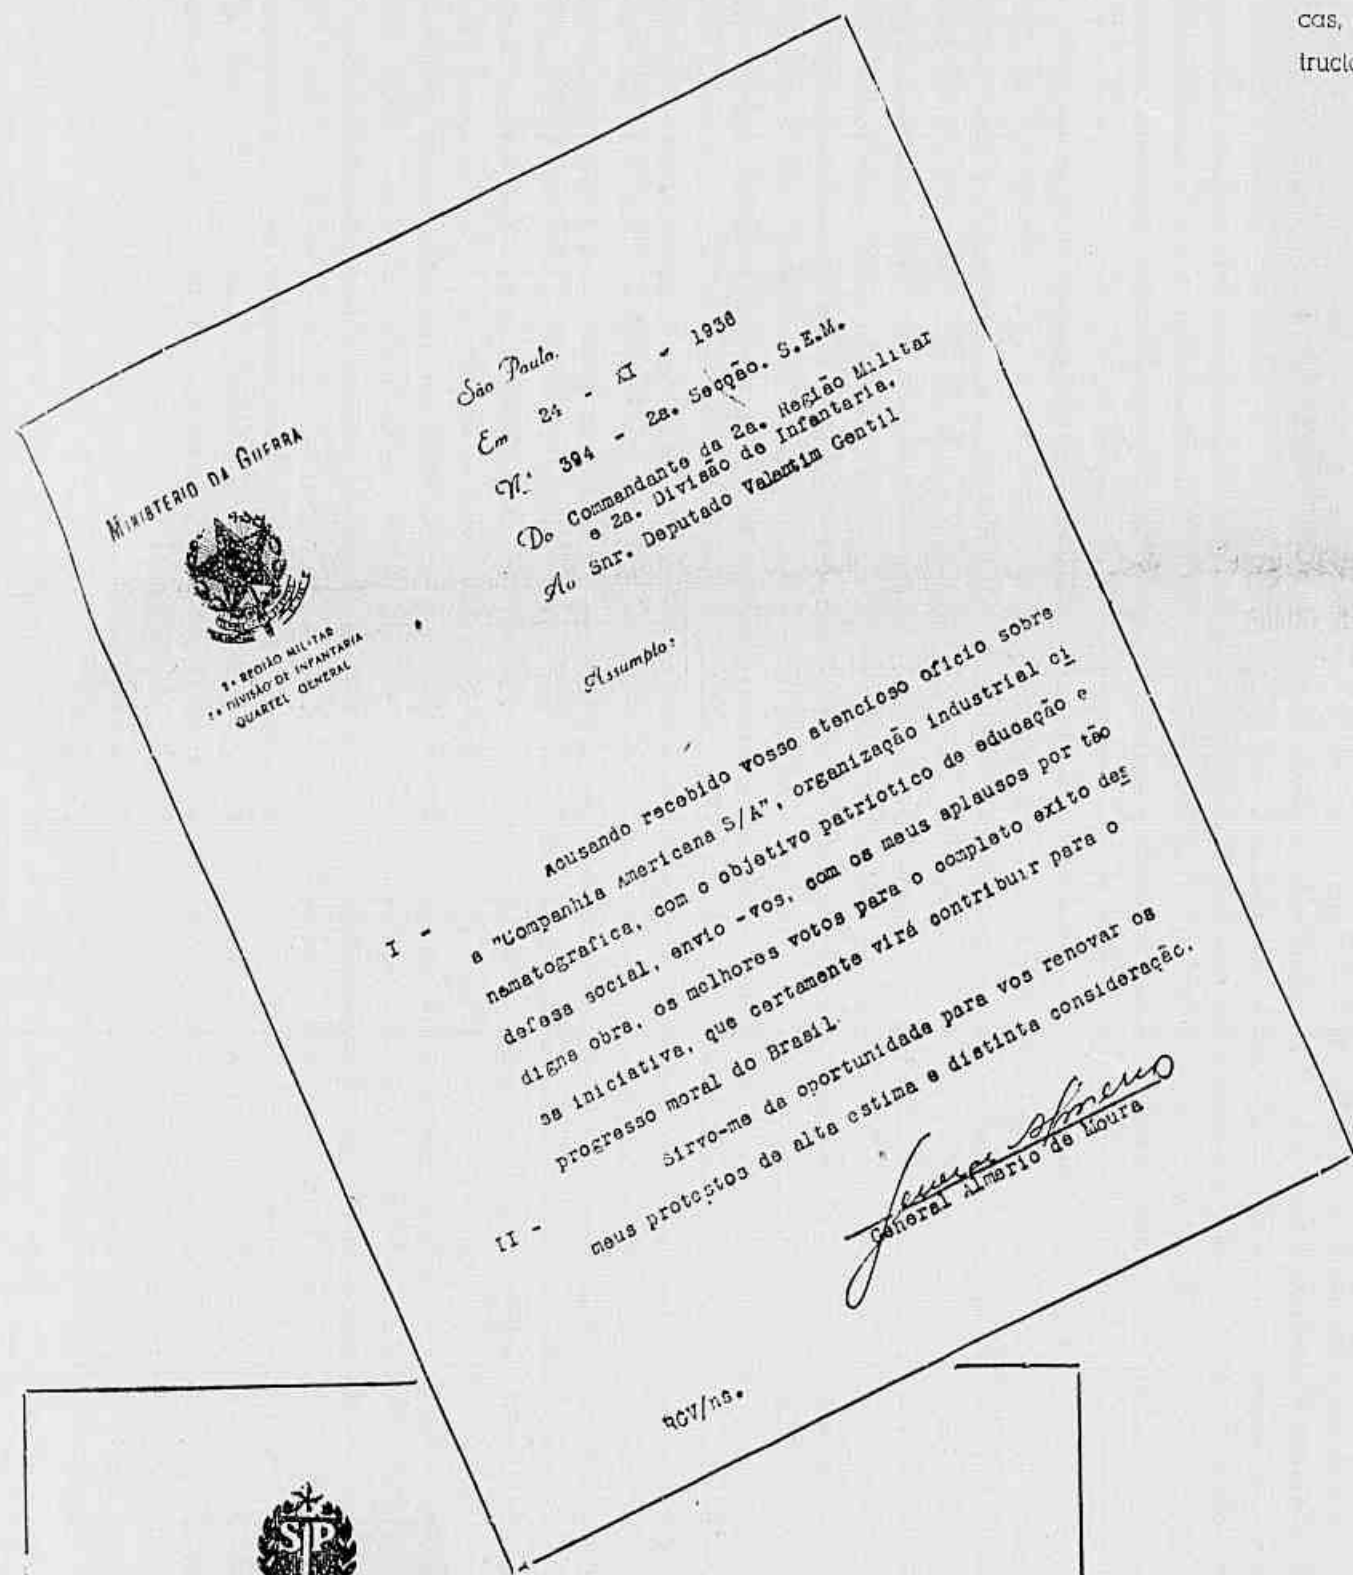 cas,
MINISTERIO DA GUERRA
2ª REGIÃO MILITAR
2ª DIVISÃO DE INFANTARIA
QUARTEL GENERAL
São Paulo.
Em 24 - XI - 1936
N.º 394 - 2a. Secção. S.E.M.
Do Commandante da 2a. Região Militar
e 2a. Divisão de Infantaria.
Ao Snr. Deputado Valentim Gentil
Assumpto:
I - Acusando recebido vosso atencioso oficio sobre
a "Companhia Americana S/A", organização industrial ci
nematografica, com o objetivo patriotico de educação e
defesa social, envio -vos, com os meus aplausos por tão
digna obra, os melhores votos para o completo exito des
sa iniciativa, que certamente virá contribuir para o
progresso moral do Brasil.
II - Sirvo-me da oportunidade para vos renovar os
meus protestos de alta estima e distinta consideração.
General Almerio de Moura
RCV/ns.
SP